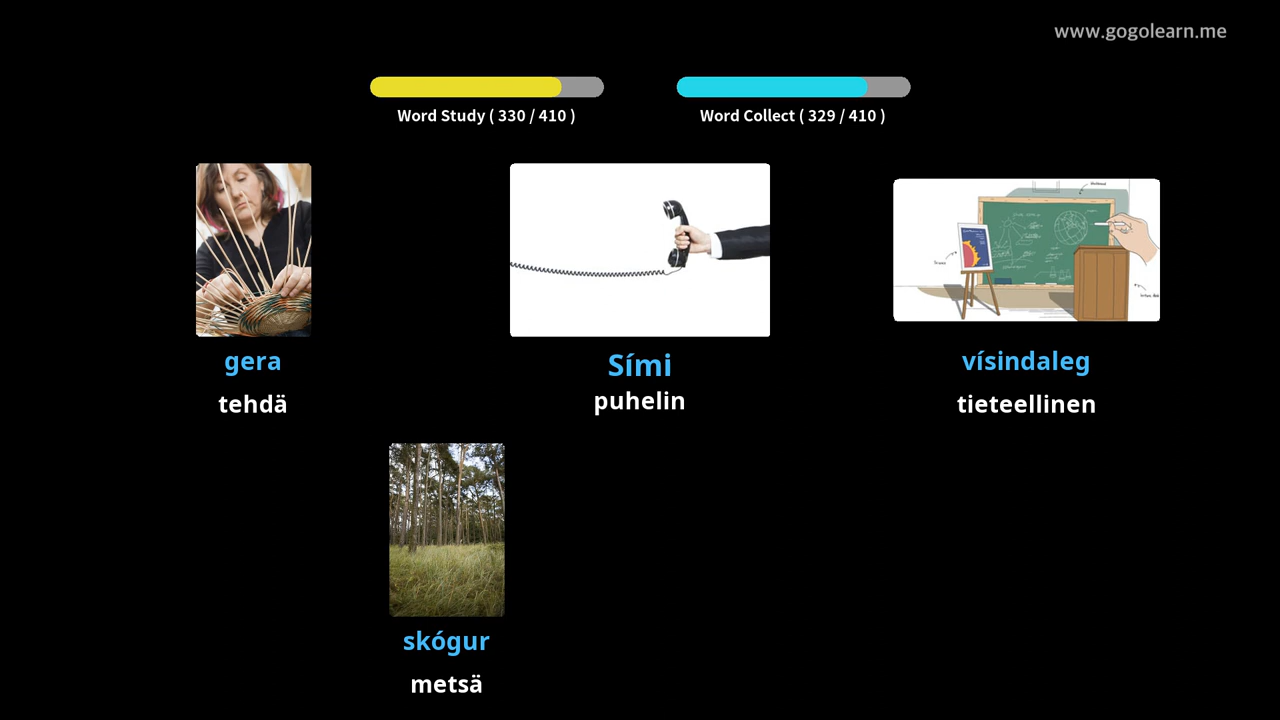 www.gogolearn.me
Word Study ( 330 / 410 )
Word Collect ( 329 / 410 )
gera
Sími
vísindaleg
tehdä
puhelin
tieteellinen
skógur
metsä